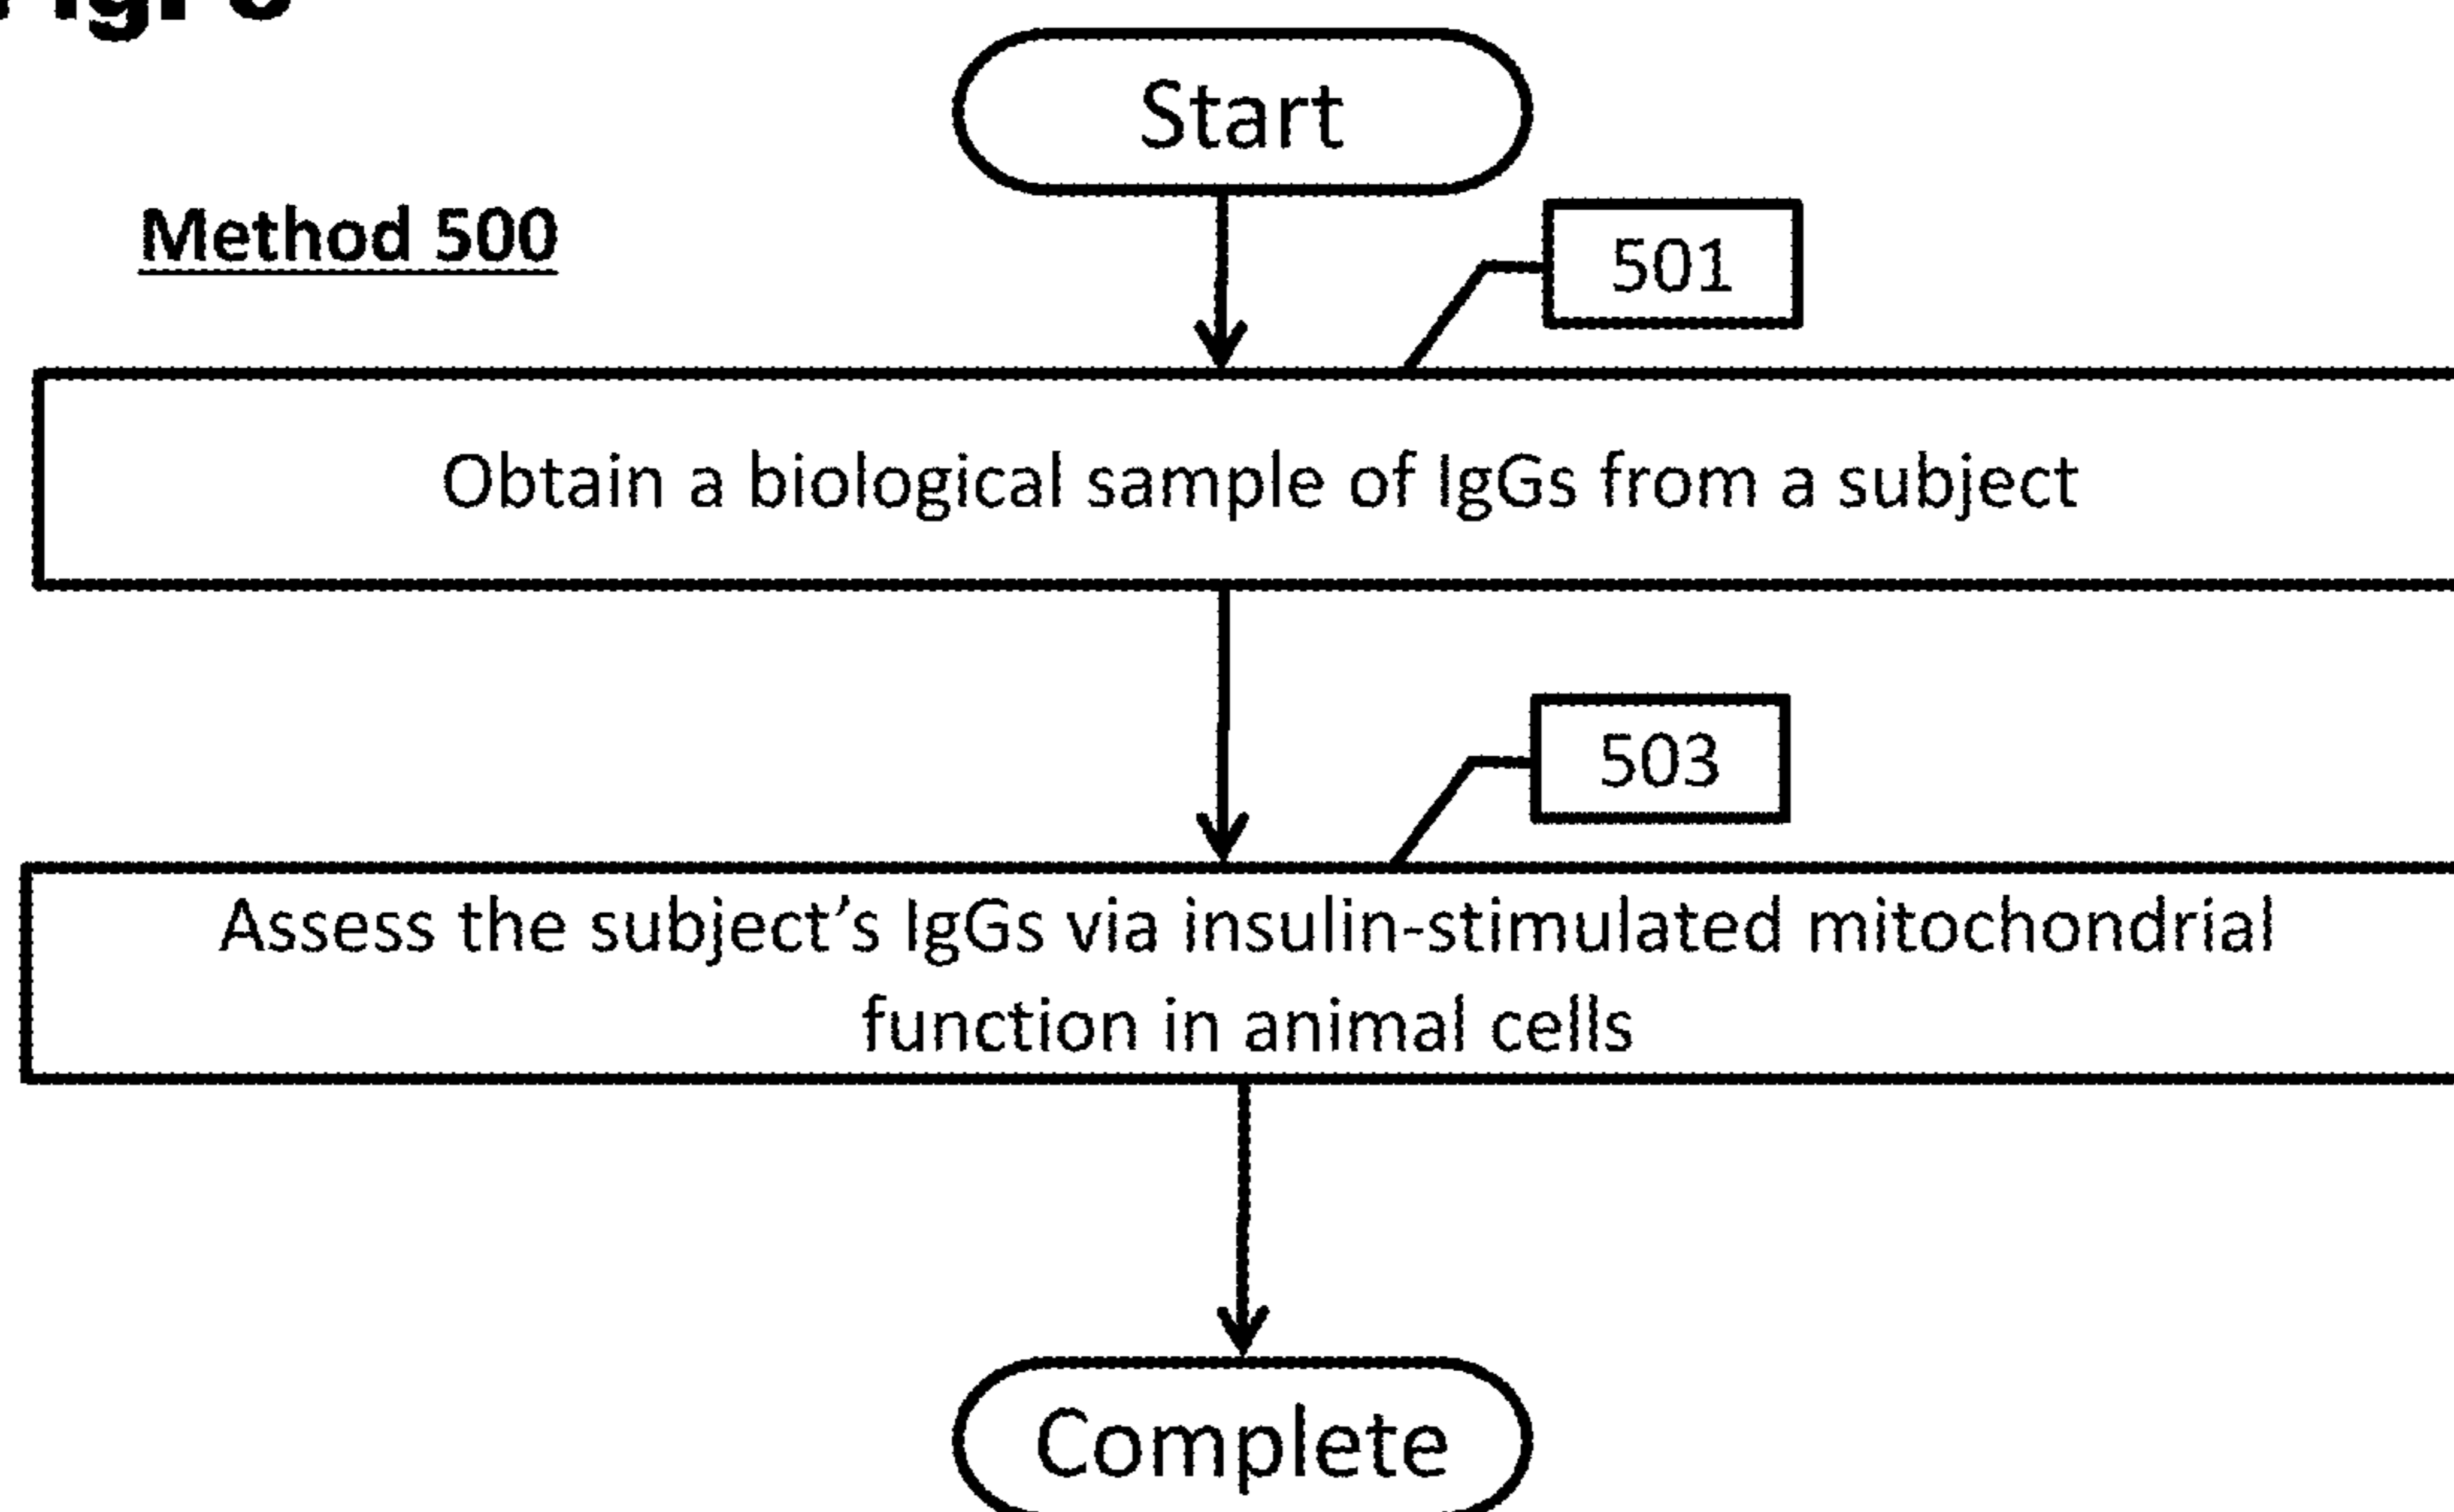 Start
Method 500
501
Obtain a biological sample of IgGs from a subject
503
Assess the subject’s IgGs via insulin-stimulated mitochondrial
function in animal cells
Complete